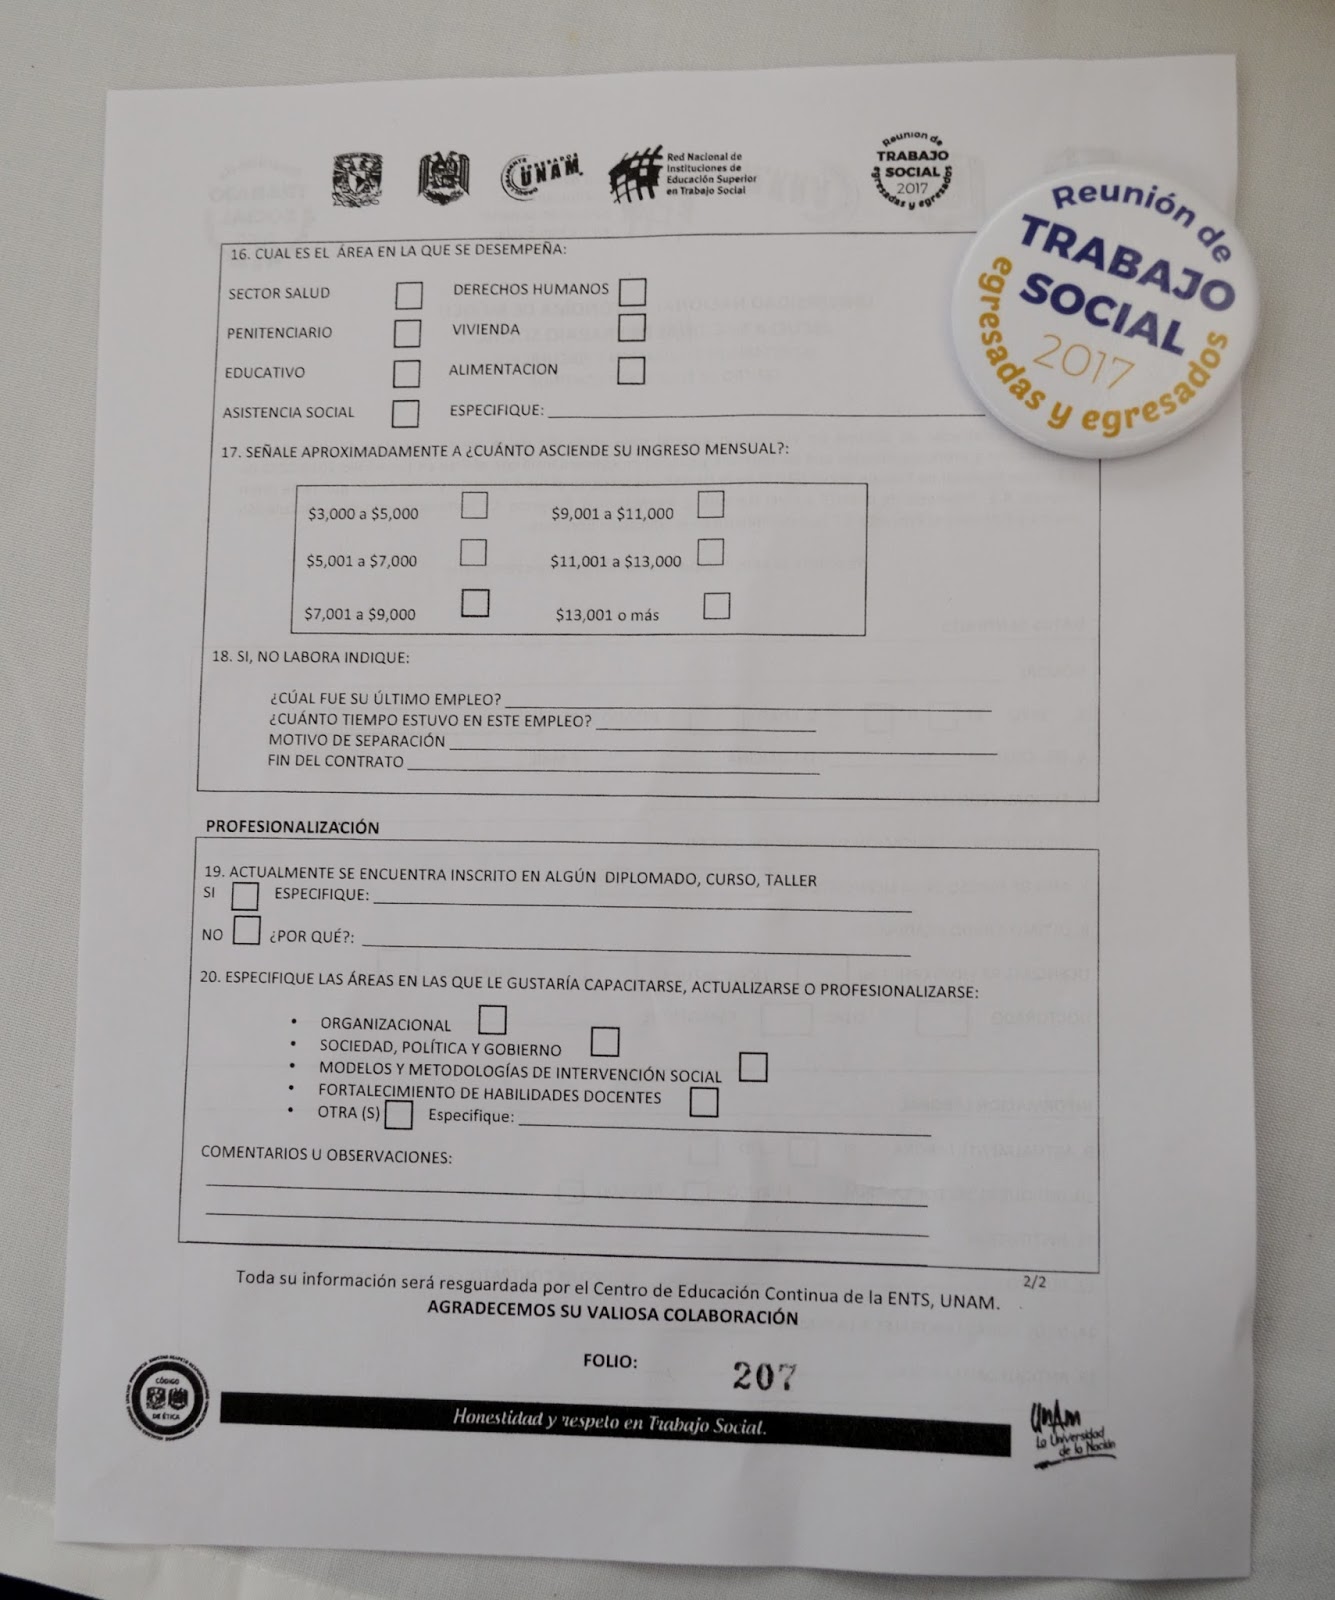 UNAM
Red Nacional de
Instituciones de
Educación Superior
en Trabajo Social
Reunión de
TRABAJO
SOCIAL
2017
egresadas y egresados
Reunión de
TRABAJO
SOCIAL
2017
egresadas y egresados
16. CUAL ES EL ÁREA EN LA QUE SE DESEMPEÑA:
SECTOR SALUD DERECHOS HUMANOS
PENITENCIARIO VIVIENDA
EDUCATIVO ALIMENTACION
ASISTENCIA SOCIAL ESPECIFIQUE:
17. SEÑALE APROXIMADAMENTE A ¿CUÁNTO ASCIENDE SU INGRESO MENSUAL?:
$3,000 a $5,000 $9,001 a $11,000
$5,001 a $7,000 $11,001 a $13,000
$7,001 a $9,000 $13,001 o más
18. SI, NO LABORA INDIQUE:
¿CÚAL FUE SU ÚLTIMO EMPLEO?
¿CUÁNTO TIEMPO ESTUVO EN ESTE EMPLEO?
MOTIVO DE SEPARACIÓN
FIN DEL CONTRATO
PROFESIONALIZACIÓN
19. ACTUALMENTE SE ENCUENTRA INSCRITO EN ALGÚN DIPLOMADO, CURSO, TALLER
SI ESPECIFIQUE:
NO ¿POR QUÉ?:
20. ESPECIFIQUE LAS ÁREAS EN LAS QUE LE GUSTARÍA CAPACITARSE, ACTUALIZARSE O PROFESIONALIZARSE:
• ORGANIZACIONAL
• SOCIEDAD, POLÍTICA Y GOBIERNO
• MODELOS Y METODOLOGÍAS DE INTERVENCIÓN SOCIAL
• FORTALECIMIENTO DE HABILIDADES DOCENTES
• OTRA (S) Especifique:
COMENTARIOS U OBSERVACIONES:
2/2
Toda su información será resguardada por el Centro de Educación Continua de la ENTS, UNAM.
AGRADECEMOS SU VALIOSA COLABORACIÓN
FOLIO: 207
CÓDIGO
DE ÉTICA
Honestidad y respeto en Trabajo Social.
UNAM
La Universidad
de la Nación